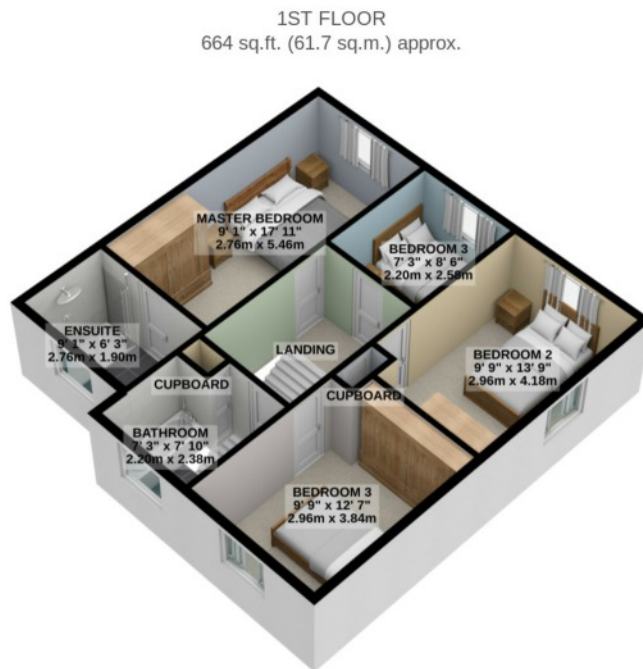 1ST FLOOR
664 sq.ft. (61.7 sq.m.) approx.
MASTER BEDROOM
9' 1" x 17' 11"
2.76m x 5.46m
BEDROOM 3
7' 3" x 8' 6"
2.20m x 2.58m
ENSUITE
9' 1" x 6' 3"
2.76m x 1.90m
LANDING
BEDROOM 2
9' 9" x 13' 9"
2.96m x 4.18m
CUPBOARD
CUPBOARD
BATHROOM
7' 3" x 7' 10"
2.20m x 2.38m
BEDROOM 3
9' 9" x 12' 7"
2.96m x 3.84m